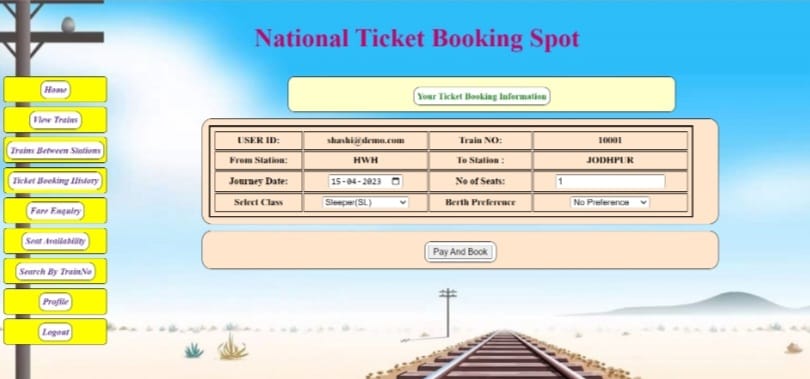 National Ticket Booking Spot
Home
View Trains
Trains Between Stations
Ticket Booking History
Fare Enquiry
Seat Availability
Search By TrainNo
Profile
Logout
Your Ticket Booking Information
USER ID: shashi@demo.com Train NO: 10001
From Station: HWH To Station : JODHPUR
Journey Date: 15-04-2023 No of Seats: 1
Select Class Sleeper(SL) Berth Preference No Preference
Pay And Book